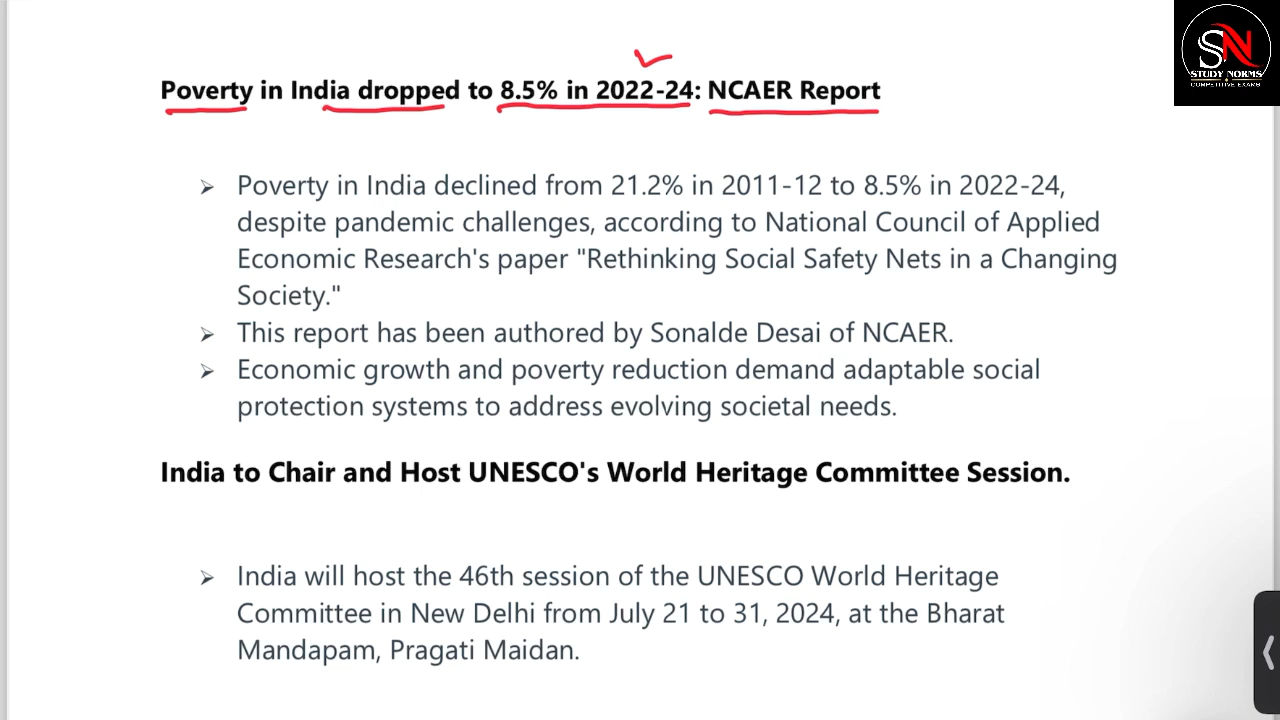 SN
STUDY NORMS
COMPETITIVE EXAMS
Poverty in India dropped to 8.5% in 2022-24: NCAER Report
➢ Poverty in India declined from 21.2% in 2011-12 to 8.5% in 2022-24,
despite pandemic challenges, according to National Council of Applied
Economic Research's paper "Rethinking Social Safety Nets in a Changing
Society."
➢ This report has been authored by Sonalde Desai of NCAER.
➢ Economic growth and poverty reduction demand adaptable social
protection systems to address evolving societal needs.
India to Chair and Host UNESCO's World Heritage Committee Session.
➢ India will host the 46th session of the UNESCO World Heritage
Committee in New Delhi from July 21 to 31, 2024, at the Bharat
Mandapam, Pragati Maidan.